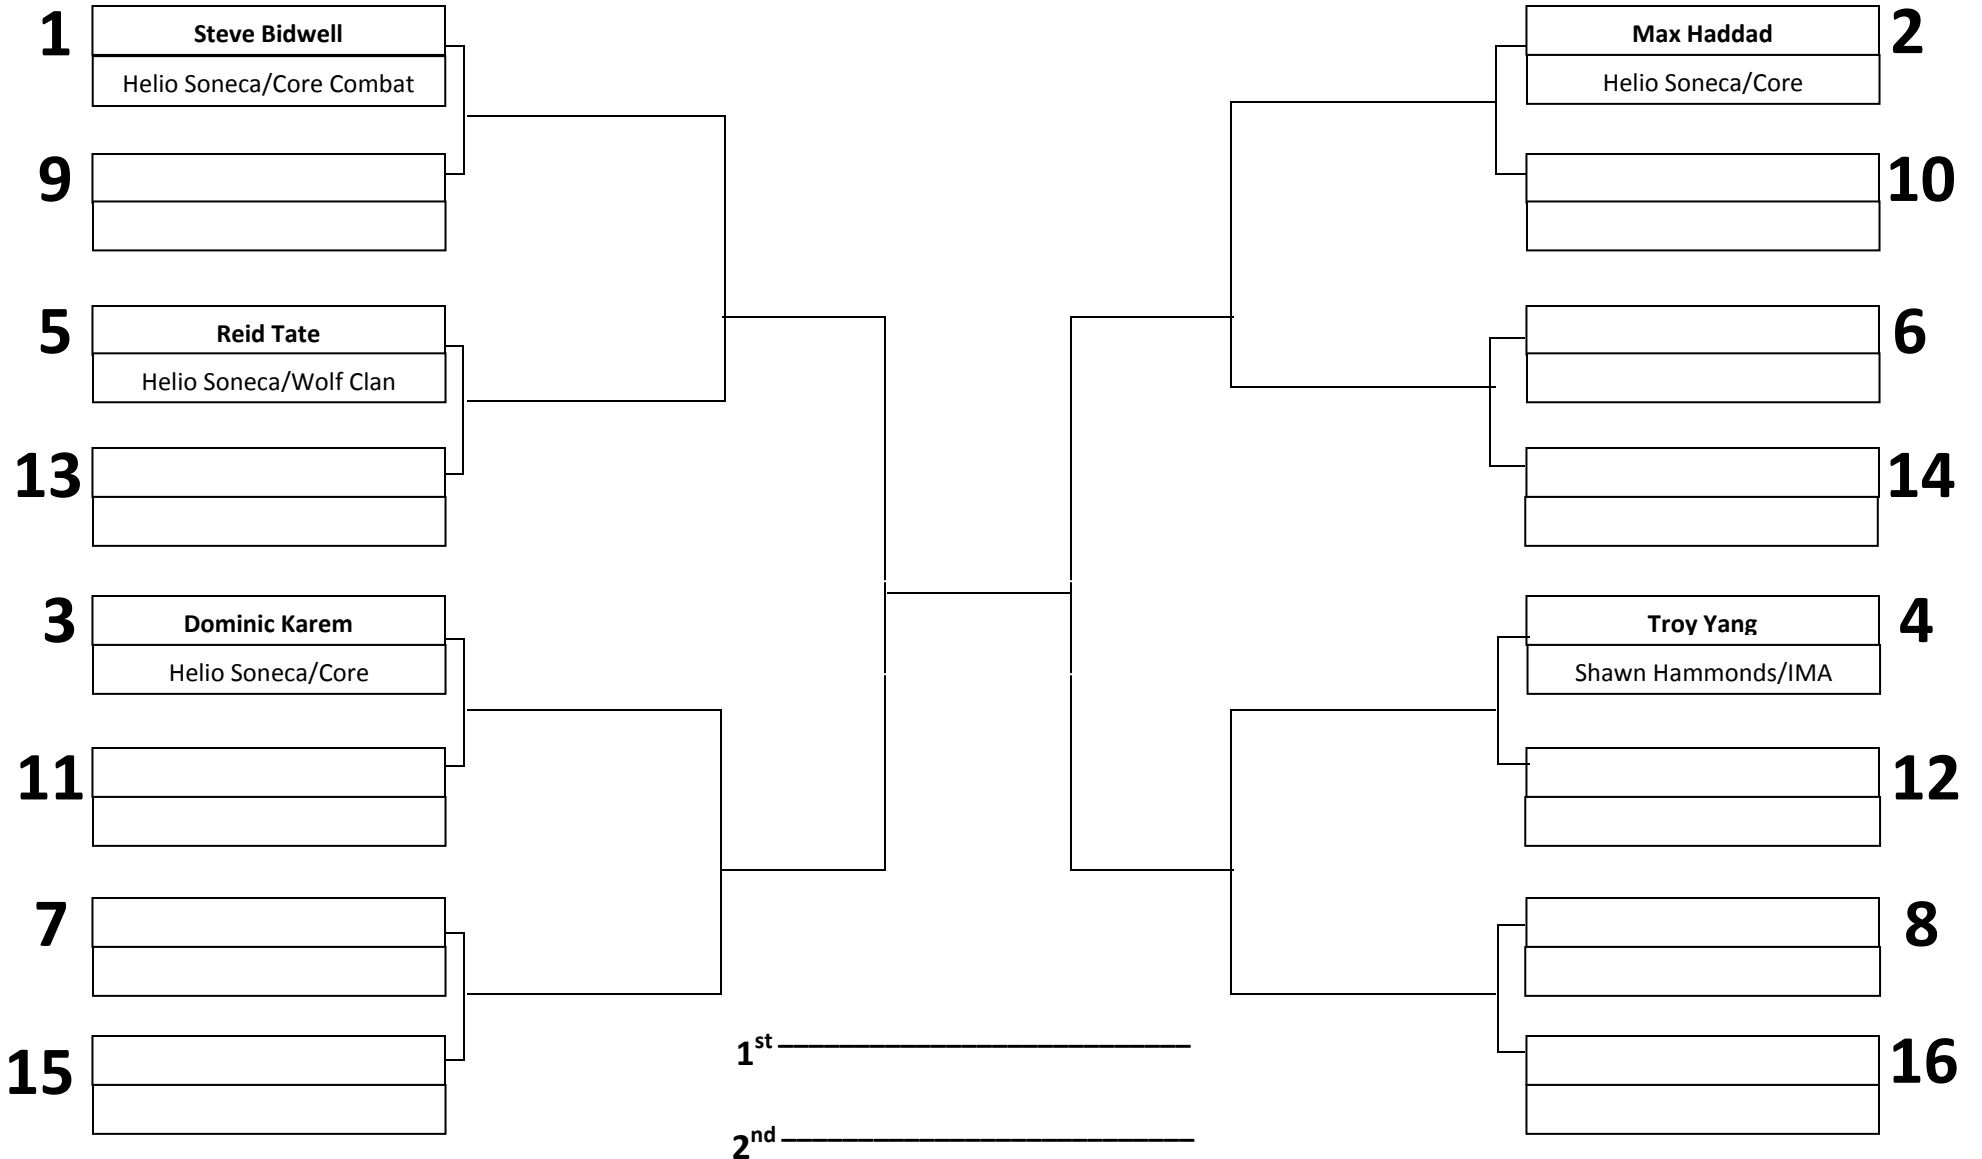 1
Steve Bidwell
Helio Soneca/Core Combat
9
5
Reid Tate
Helio Soneca/Wolf Clan
13
3
Dominic Karem
Helio Soneca/Core
11
7
15
Max Haddad
2
Helio Soneca/Core
10
6
14
Troy Yang
4
Shawn Hammonds/IMA
12
8
16
1st
2nd